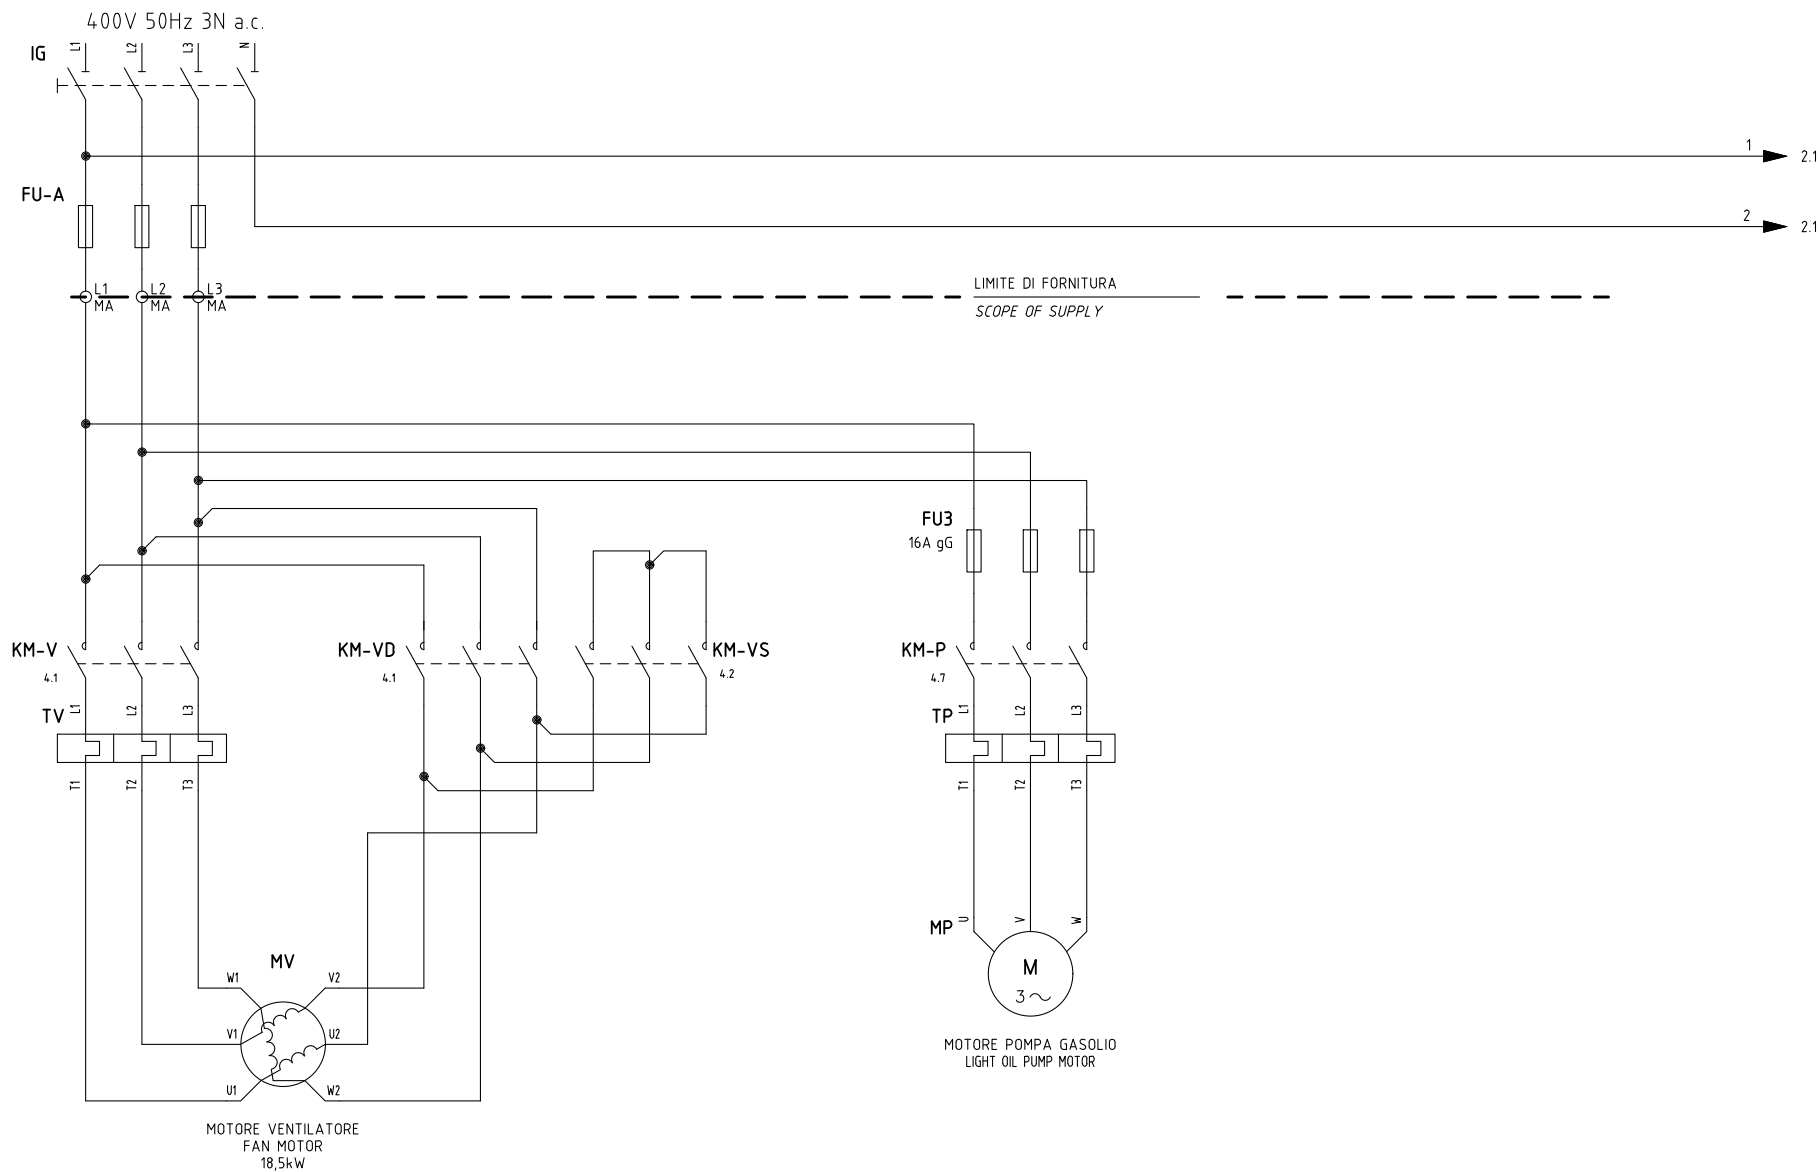 400V 50Hz 3N a.c.
IG
L1 L2 L3 N
1
2.1
FU-A
2
2.1
L1 L2 L3
MA MA MA
LIMITE DI FORNITURA
SCOPE OF SUPPLY
FU3
16A gG
KM-V
4.1
KM-VD
4.1
KM-VS
4.2
KM-P
4.7
TV
L1 L2 L3
TP
L1 L2 L3
T1 T2 T3
T1 T2 T3
MP
U V W
M
3~
MOTORE POMPA GASOLIO
LIGHT OIL PUMP MOTOR
MV
W1 V2
V1 U2
U1 W2
MOTORE VENTILATORE
FAN MOTOR
18,5kW